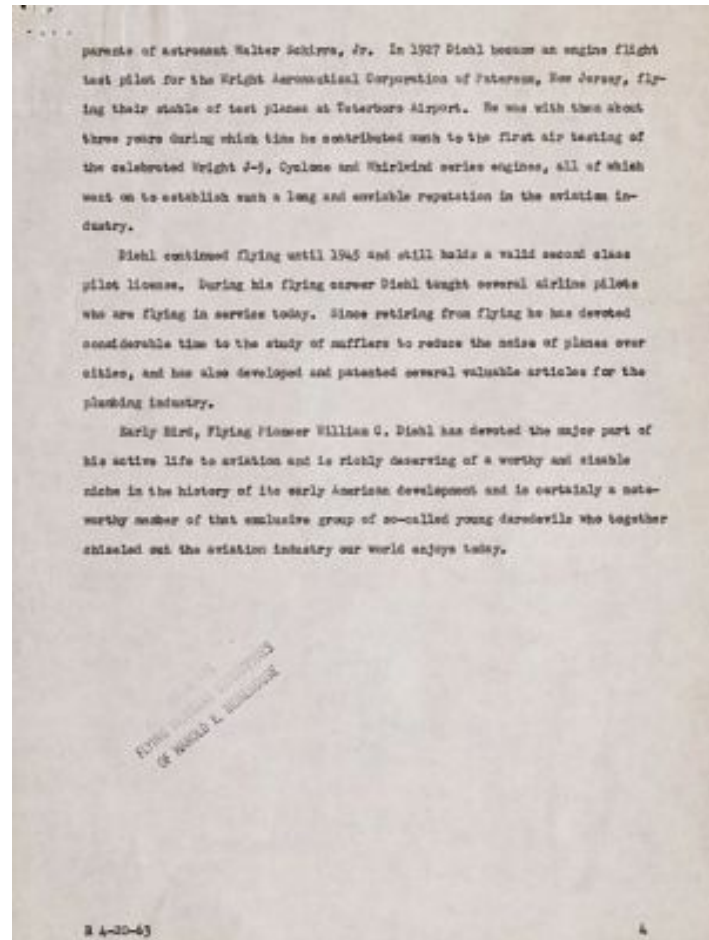 parents of astronaut Walter Schirra, Jr. In 1927 Diehl became an engine flight
test pilot for the Wright Aeronautical Corporation of Paterson, New Jersey, fly-
ing their stable of test planes at Teterboro Airport. He was with them about
three years during which time he contributed much to the first air testing of
the celebrated Wright J-5, Cyclone and Whirlwind series engines, all of which
went on to establish such a long and enviable reputation in the aviation in-
dustry.
Diehl continued flying until 1945 and still holds a valid second class
pilot license. During his flying career Diehl taught several airline pilots
who are flying in service today. Since retiring from flying he has devoted
considerable time to the study of mufflers to reduce the noise of planes over
cities, and has also developed and patented several valuable articles for the
plumbing industry.
Early Bird, Flying Pioneer William C. Diehl has devoted the major part of
his active life to aviation and is richly deserving of a worthy and sizable
niche in the history of its early American development and is certainly a note-
worthy member of that exclusive group of so-called young daredevils who together
chiseled out the aviation industry our world enjoys today.
FLYING
OF HAROLD E. MOREHOUSE
R 4-20-63
4